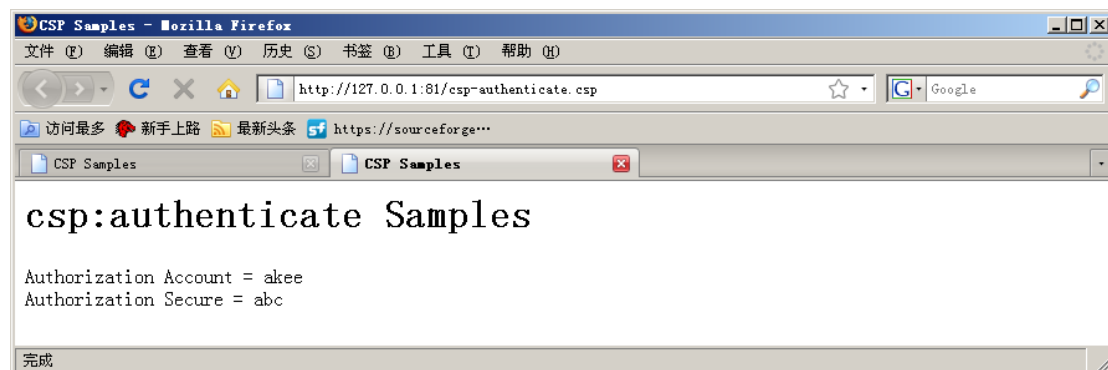 CSP Samples - Mozilla Firefox
文件 (F) 编辑 (E) 查看 (V) 历史 (S) 书签 (B) 工具 (T) 帮助 (H)
http://127.0.0.1:81/csp-authenticate.csp
G Google
访问最多 新手上路 最新头条 sf https://sourceforge…
CSP Samples CSP Samples
csp:authenticate Samples
Authorization Account = akee
Authorization Secure = abc
完成